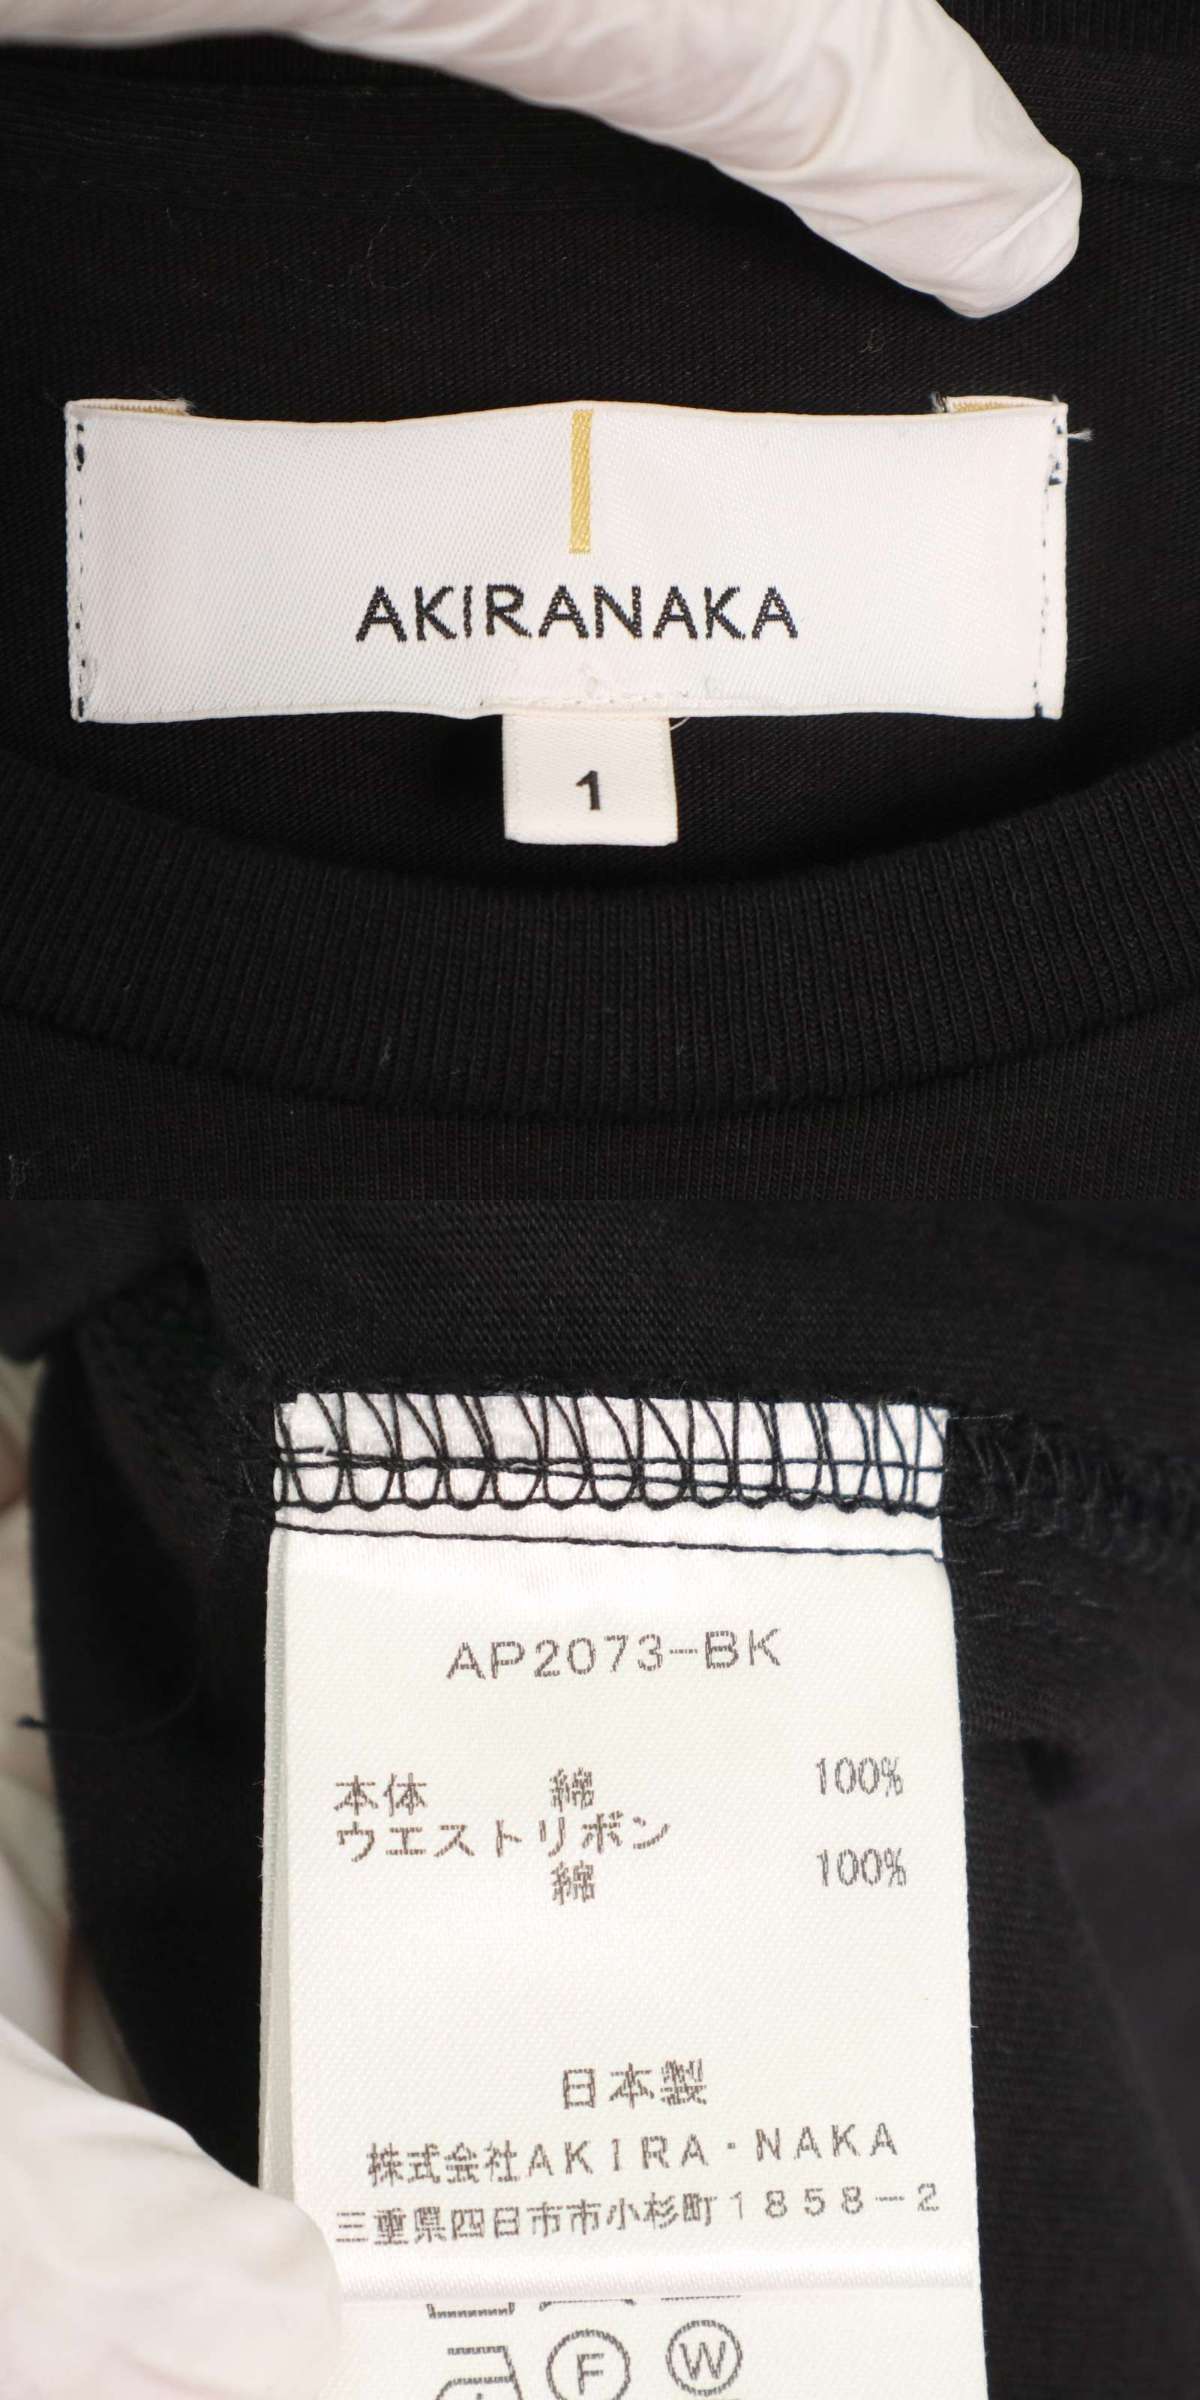 AKIRANAKA
1
AP2073-BK
本体 綿 100%
ウエストリボン
綿 100%
日本製
株式会社AKIRA・NAKA
三重県四日市市小杉町1858-2
F W